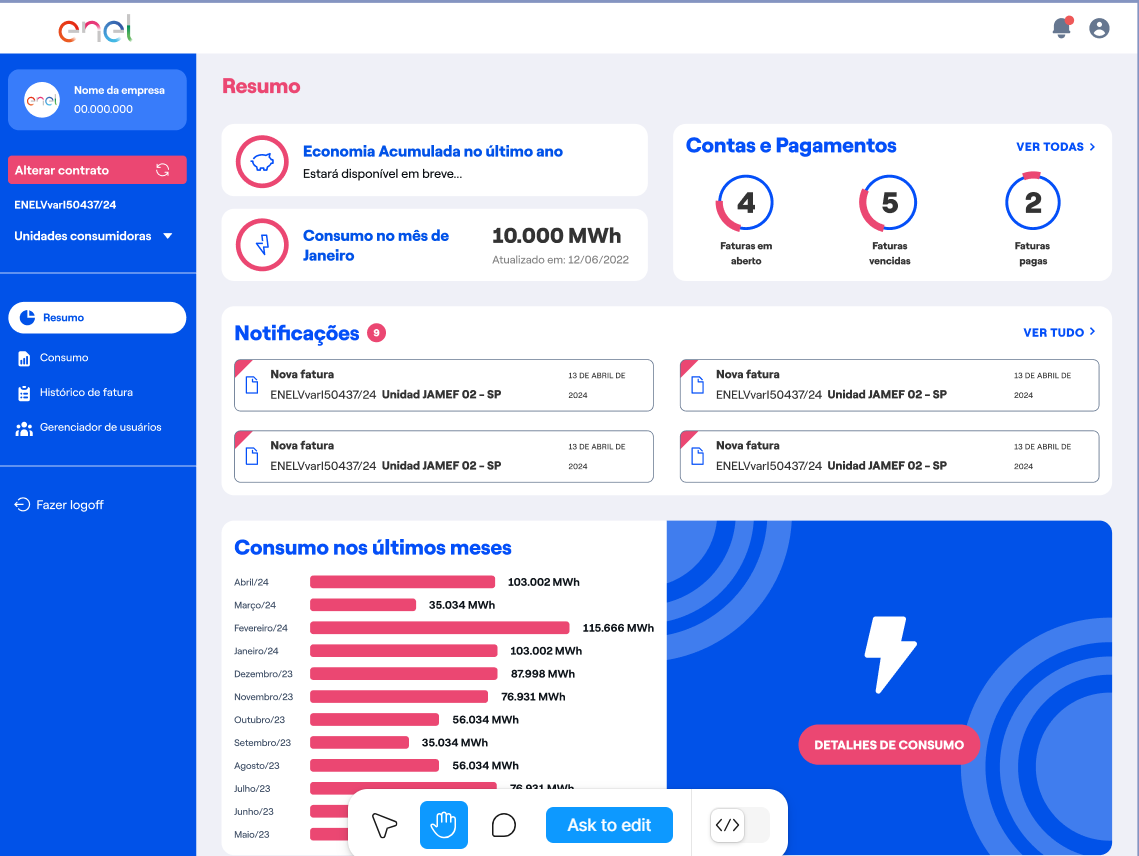 enel
enel
Nome da empresa
00.000.000
Alterar contrato
ENELVvarl50437/24
Unidades consumidoras
Resumo
Consumo
Histórico de fatura
Gerenciador de usuários
Fazer logoff
Resumo
Economia Acumulada no último ano
Estará disponível em breve...
Consumo no mês de
Janeiro
10.000 MWh
Atualizado em: 12/06/2022
Contas e Pagamentos
VER TODAS
4
5
2
Faturas em
aberto
Faturas
vencidas
Faturas
pagas
Notificações 9
VER TUDO
Nova fatura
ENELVvarl50437/24 Unidad JAMEF 02 - SP
13 DE ABRIL DE
2024
Nova fatura
ENELVvarl50437/24 Unidad JAMEF 02 - SP
13 DE ABRIL DE
2024
Nova fatura
ENELVvarl50437/24 Unidad JAMEF 02 - SP
13 DE ABRIL DE
2024
Nova fatura
ENELVvarl50437/24 Unidad JAMEF 02 - SP
13 DE ABRIL DE
2024
Consumo nos últimos meses
Abril/24 103.002 MWh
Março/24 35.034 MWh
Fevereiro/24 115.666 MWh
Janeiro/24 103.002 MWh
Dezembro/23 87.998 MWh
Novembro/23 76.931 MWh
Outubro/23 56.034 MWh
Setembro/23 35.034 MWh
Agosto/23 56.034 MWh
Julho/23 76.931 MWh
Junho/23
Maio/23
DETALHES DE CONSUMO
Ask to edit
</>